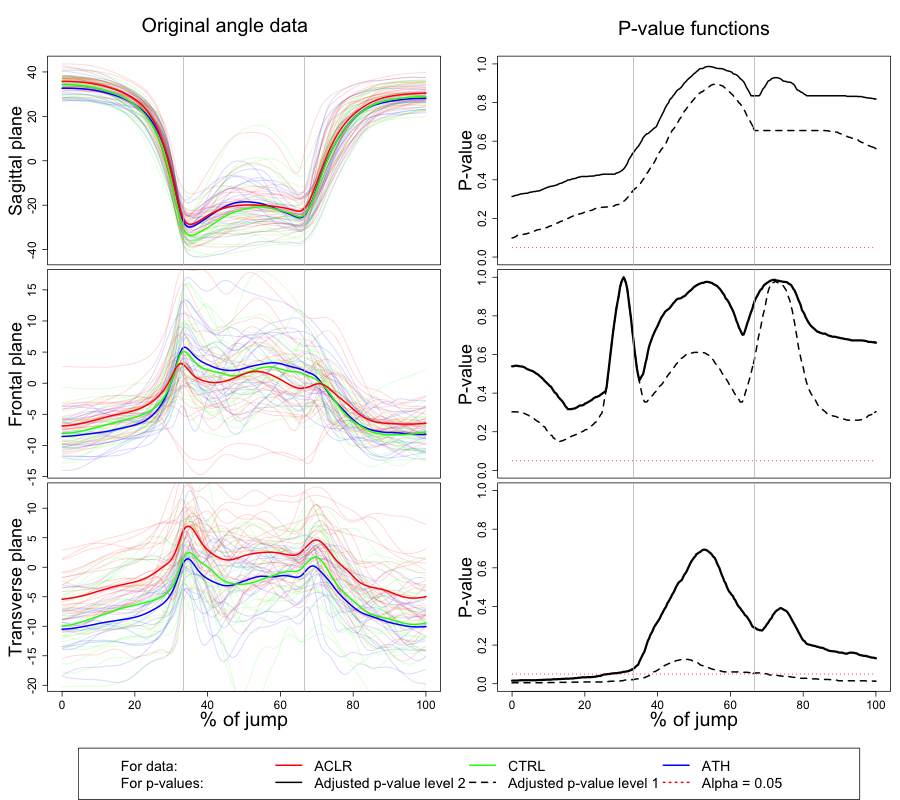 Original angle data
P-value functions
Sagittal plane
40
20
0
-20
-40
P-value
1.0
0.8
0.6
0.4
0.2
0.0
Frontal plane
15
10
5
0
-5
-10
-15
P-value
1.0
0.8
0.6
0.4
0.2
0.0
Transverse plane
10
5
0
-5
-10
-15
-20
P-value
1.0
0.8
0.6
0.4
0.2
0.0
0 20 40 60 80 100
0 20 40 60 80 100
% of jump
% of jump
For data: ACLR CTRL ATH
For p-values: Adjusted p-value level 2 Adjusted p-value level 1 Alpha = 0.05